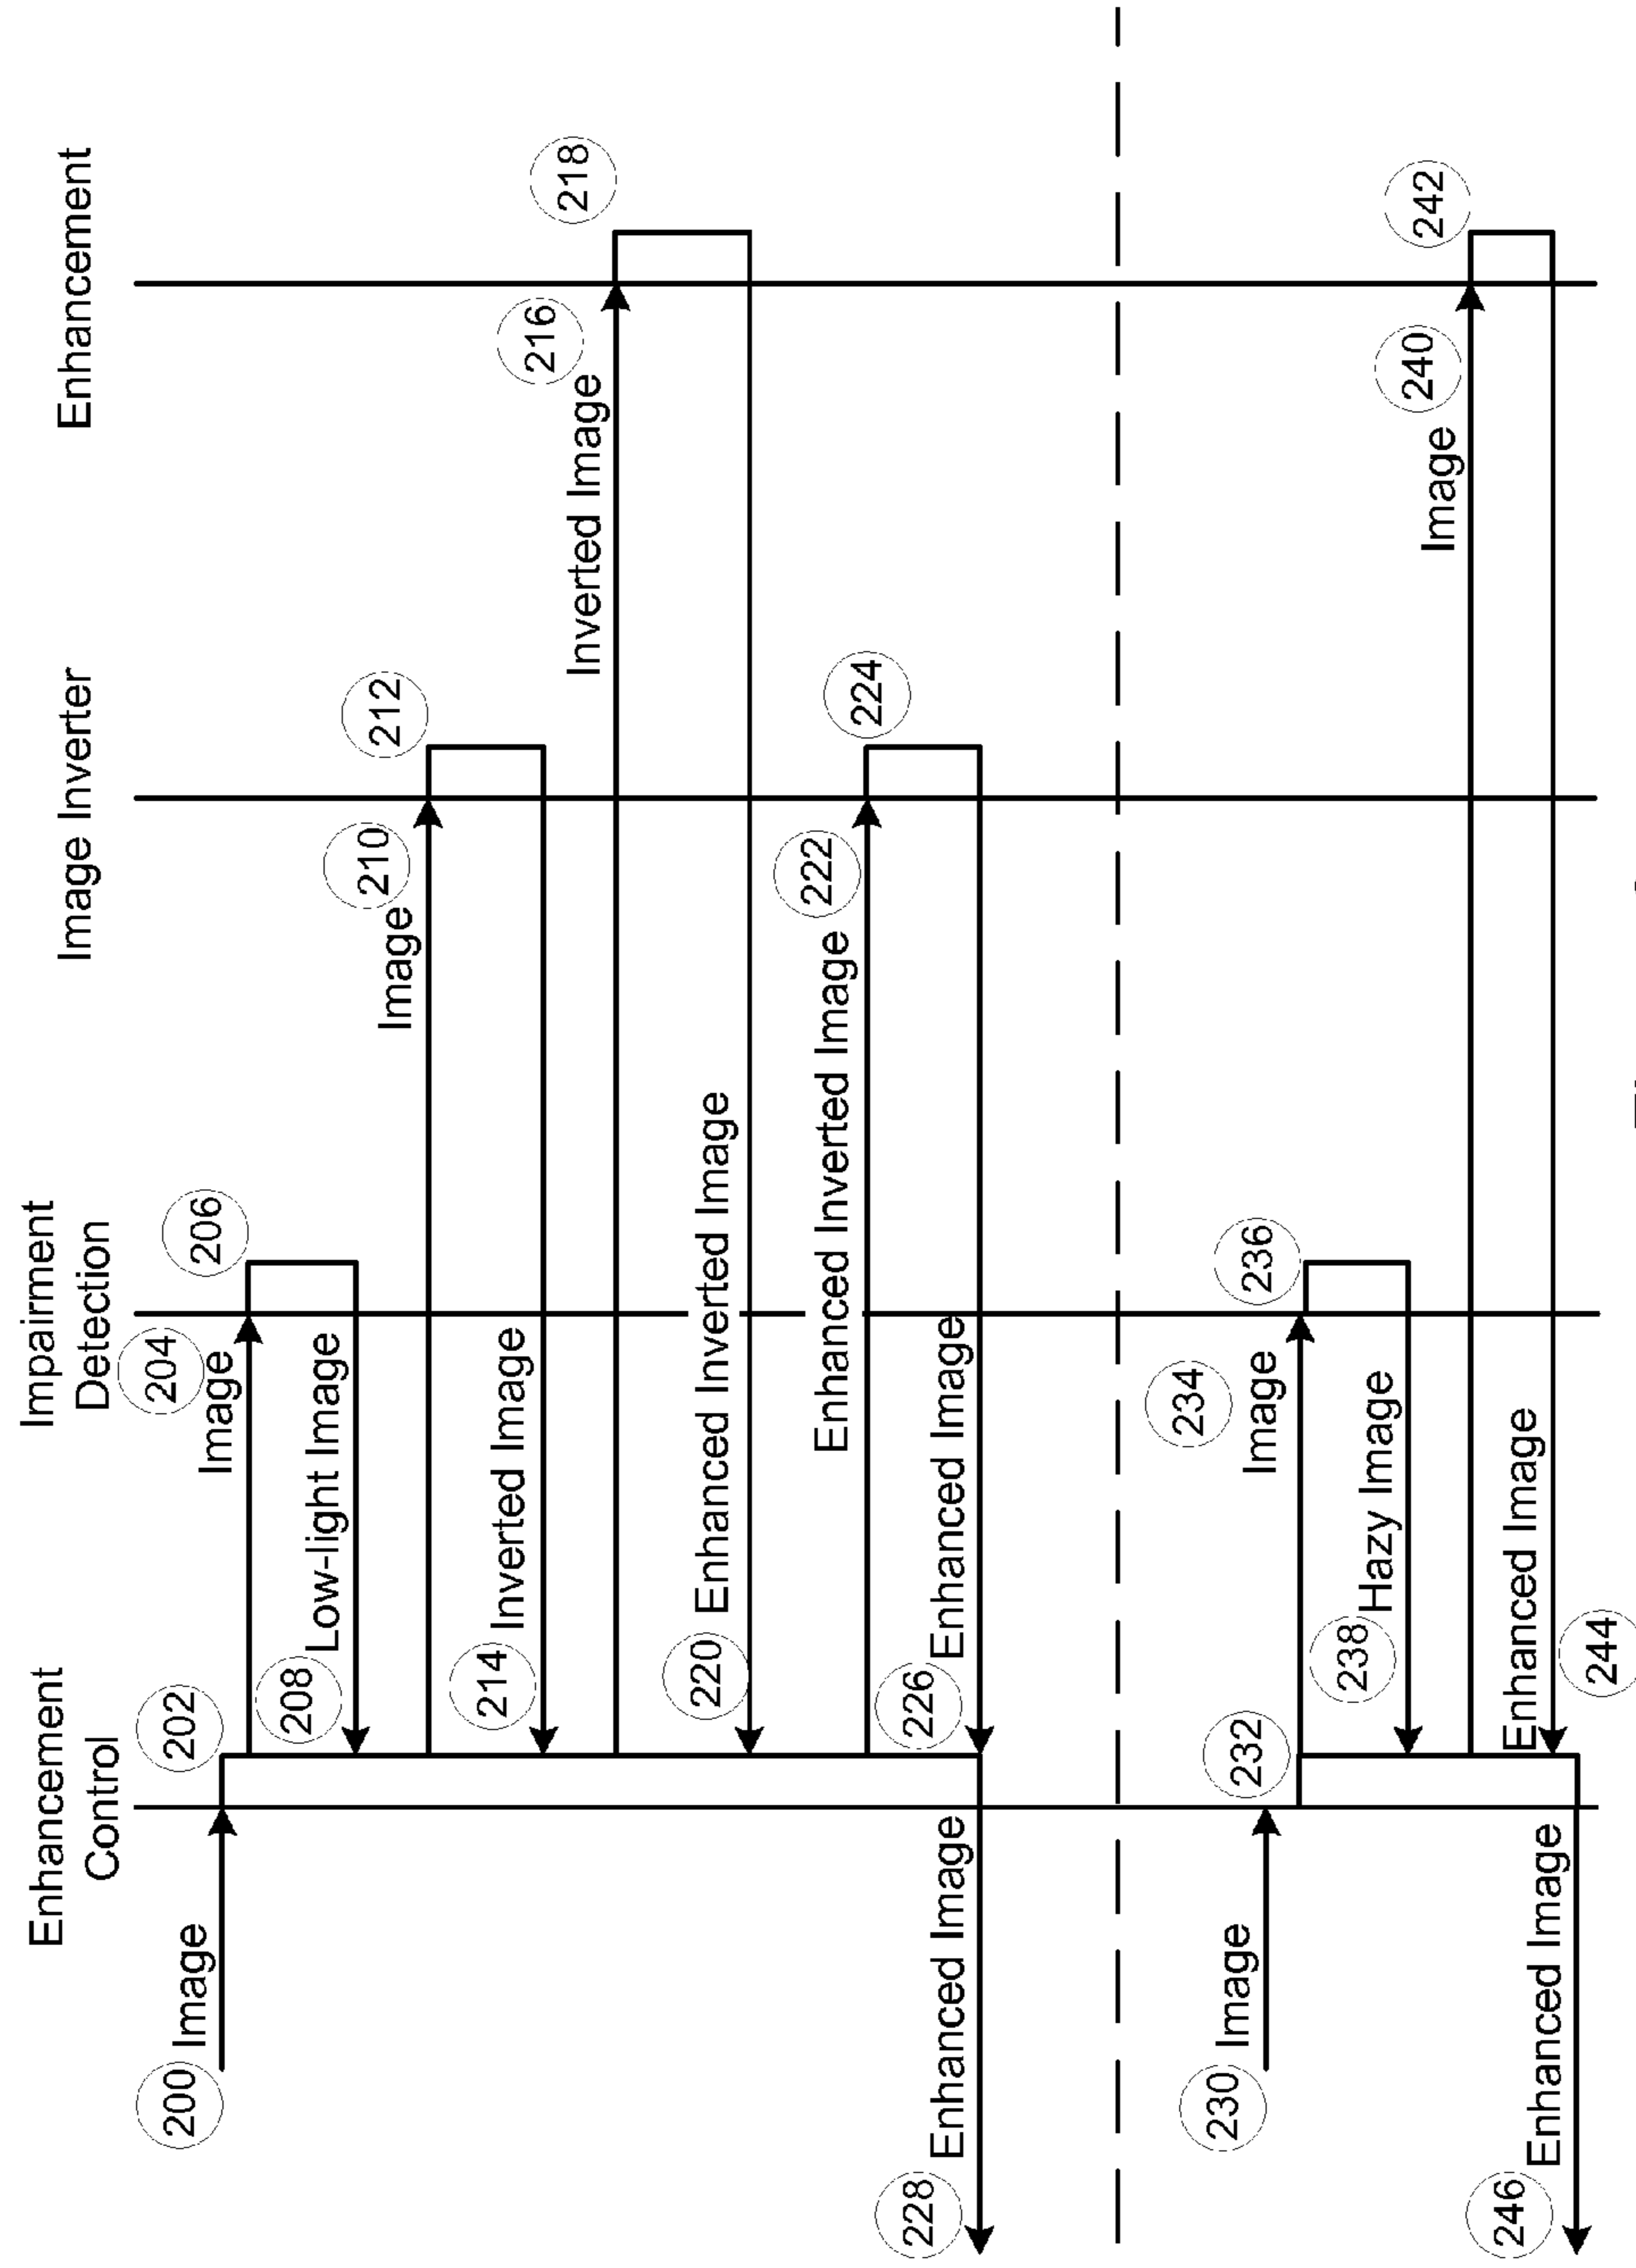 Enhancement
Control
Impairment
Detection
Image Inverter
Enhancement
200
Image
202
204
Image
206
208
Low-light Image
210
Image
212
214
Inverted Image
216
Inverted Image
218
220
Enhanced Inverted Image
222
Enhanced Inverted Image
224
226
Enhanced Image
228
Enhanced Image
230
Image
232
234
Image
236
238
Hazy Image
240
Image
242
244
Enhanced Image
246
Enhanced Image